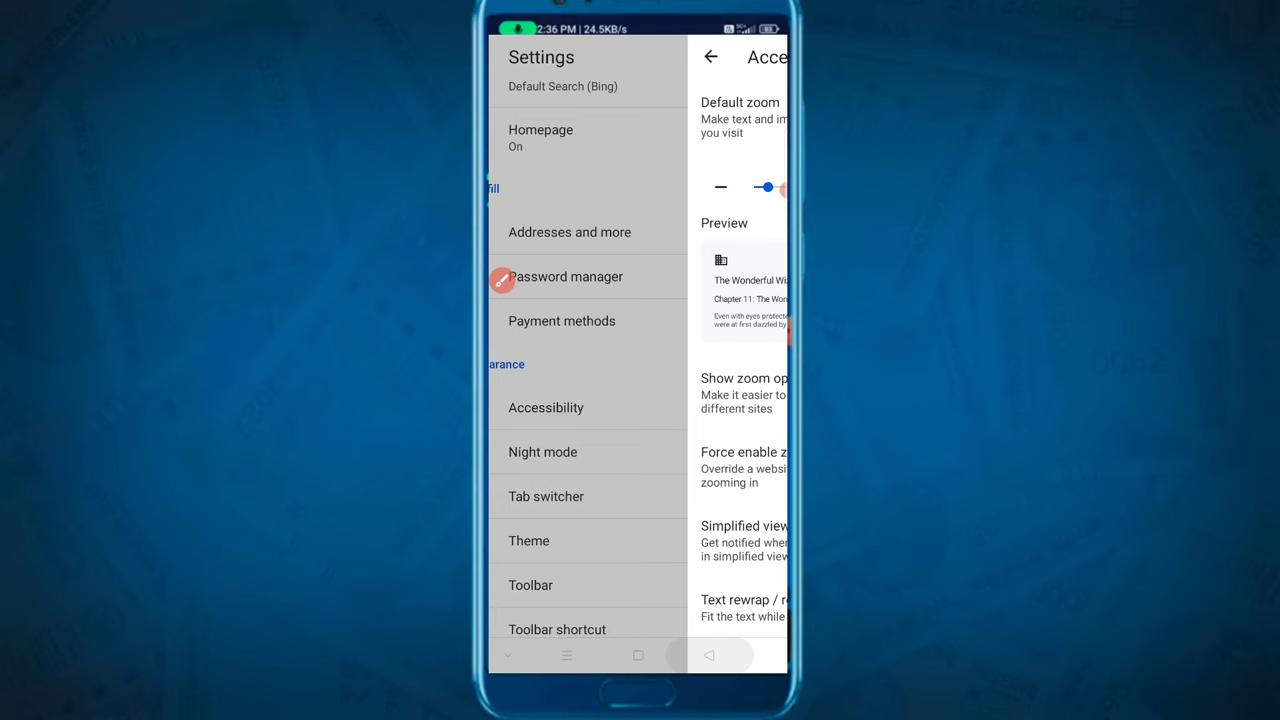 2:36 PM | 24.5KB/s
Settings
Default Search (Bing)
Homepage
On
fill
Addresses and more
Password manager
Payment methods
arance
Accessibility
Night mode
Tab switcher
Theme
Toolbar
Toolbar shortcut
Acce
Default zoom
Make text and im
you visit
Preview
The Wonderful Wi
Chapter 11: The Won
Even with eyes protecte
were at first dazzled by
Show zoom op
Make it easier to
different sites
Force enable z
Override a websi
zooming in
Simplified view
Get notified when
in simplified view
Text rewrap / r
Fit the text while